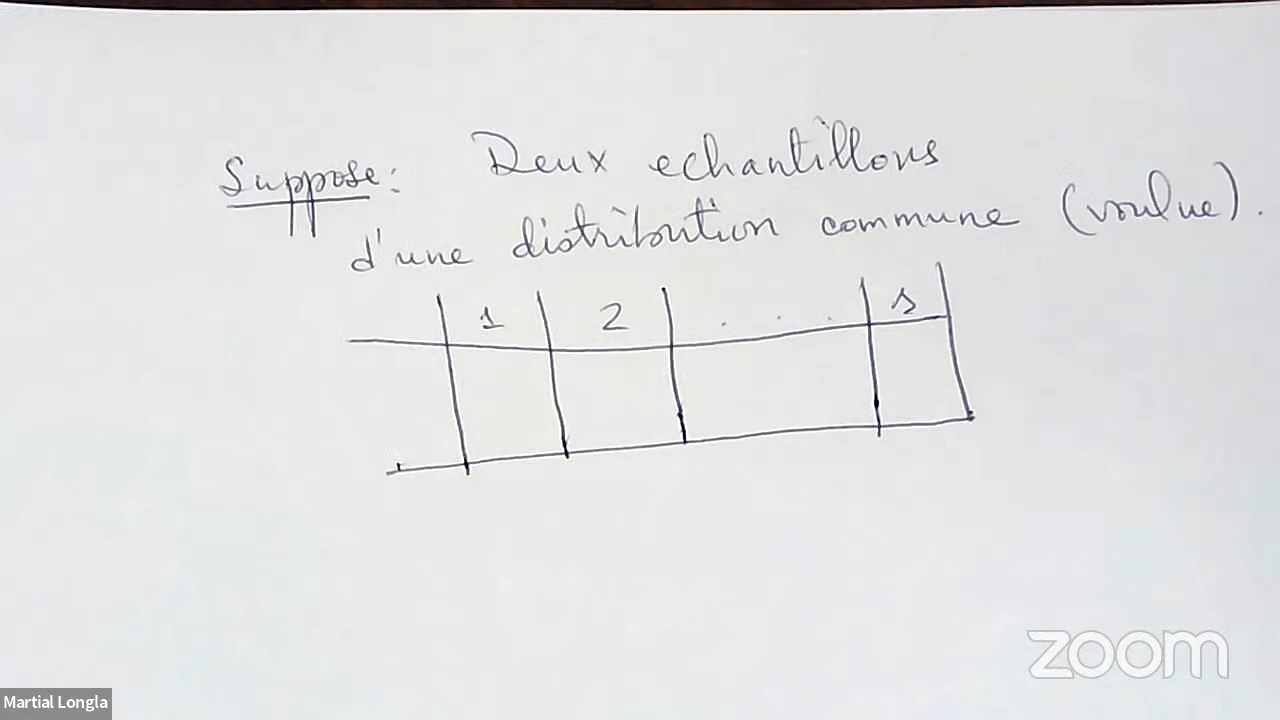 Suppose: Deux echantillons
d'une distribution commune (voulue).
1 2 . . . s
zoom
Martial Longla